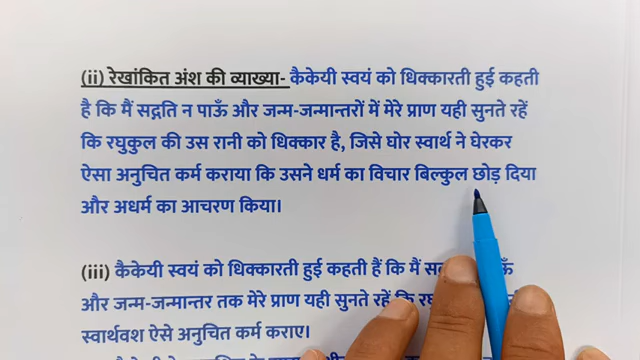 (ii) रेखांकित अंश की व्याख्या- कैकेयी स्वयं को धिक्कारती हुई कहती
है कि मैं सद्गति न पाऊँ और जन्म-जन्मान्तरों में मेरे प्राण यही सुनते रहें
कि रघुकुल की उस रानी को धिक्कार है, जिसे घोर स्वार्थ ने घेरकर
ऐसा अनुचित कर्म कराया कि उसने धर्म का विचार बिल्कुल छोड़ दिया
और अधर्म का आचरण किया।
(iii) कैकेयी स्वयं को धिक्कारती हुई कहती हैं कि मैं
और जन्म-जन्मान्तर तक मेरे प्राण यही सुनते रहें कि
स्वार्थवश ऐसे अनुचित कर्म कराए।